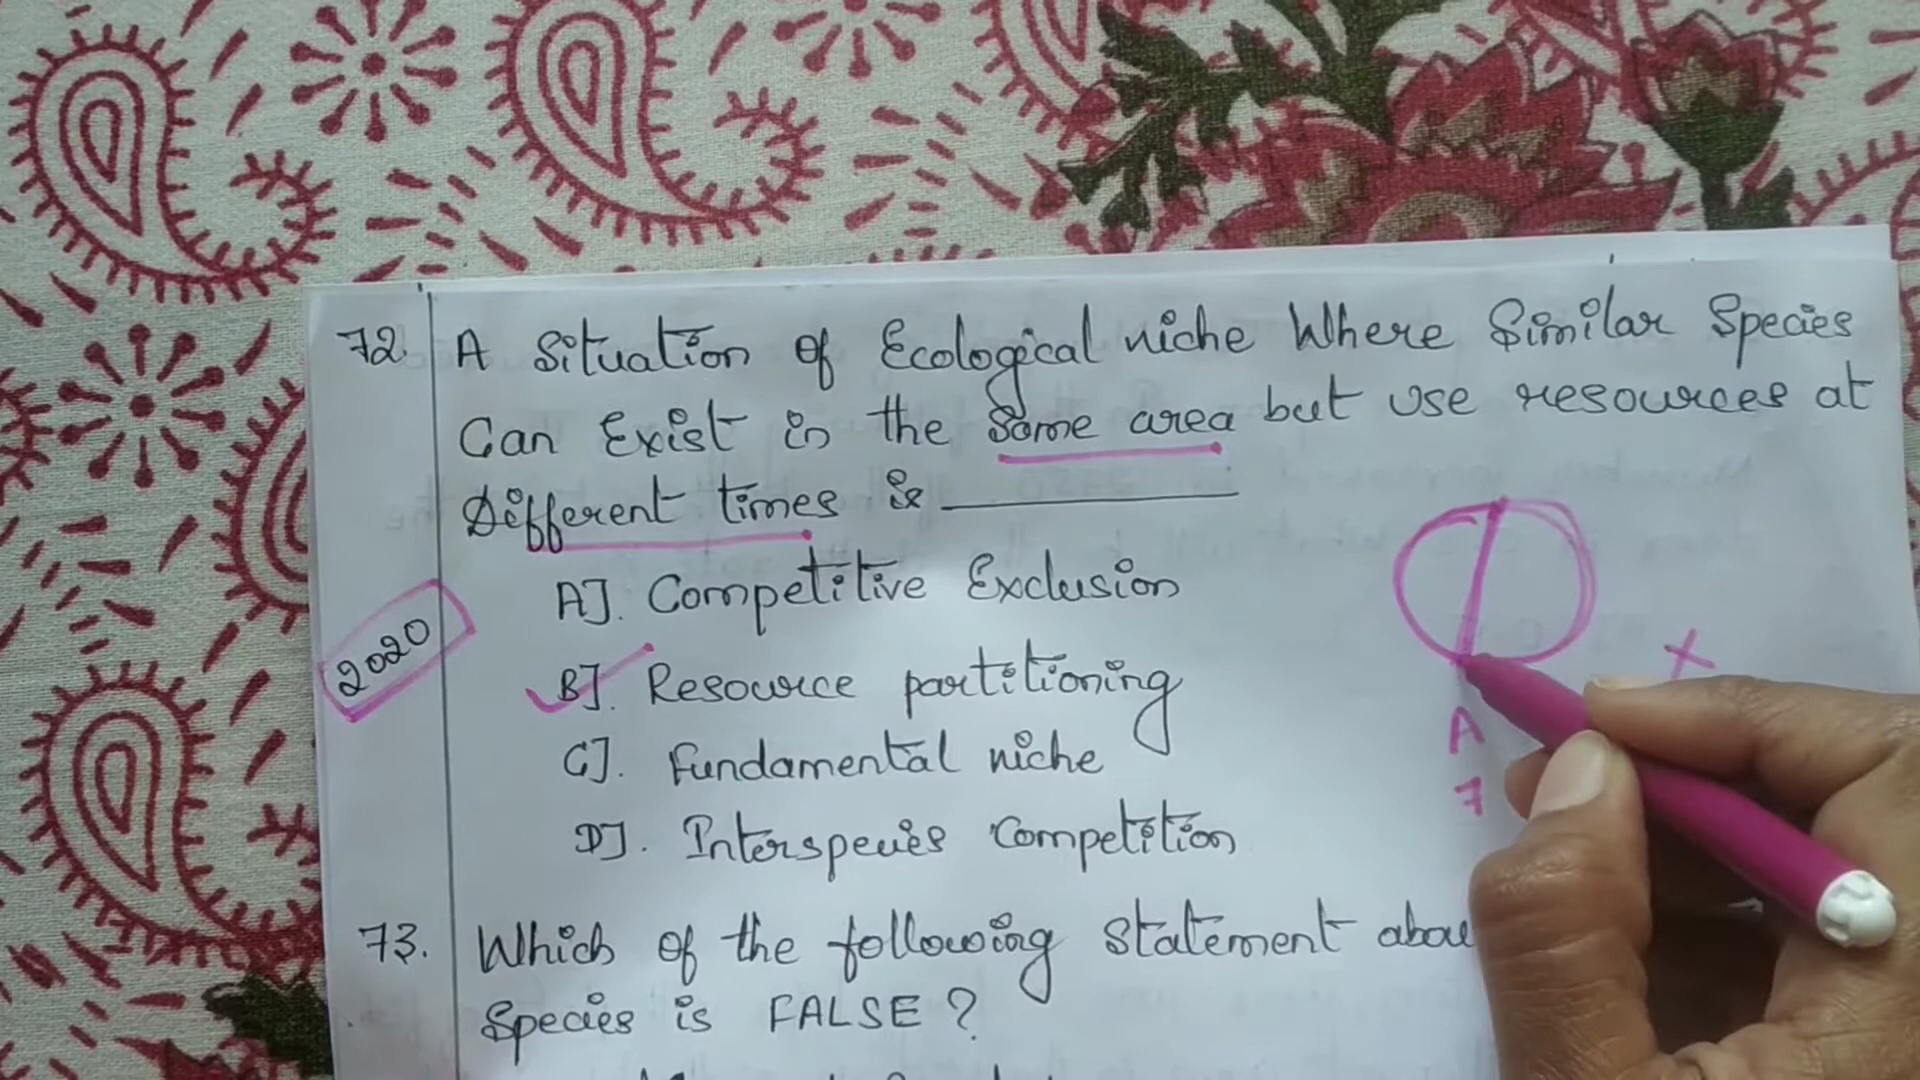 72. A Situation of Ecological niche Where Similar Species
Can Exist in the Same area but use resources at
Different times is
A]. Competitive Exclusion
2020
B]. Resource partitioning
C]. Fundamental niche
D]. Interspecies Competition
X
A
7
73. Which of the following statement abou
Species is FALSE ?